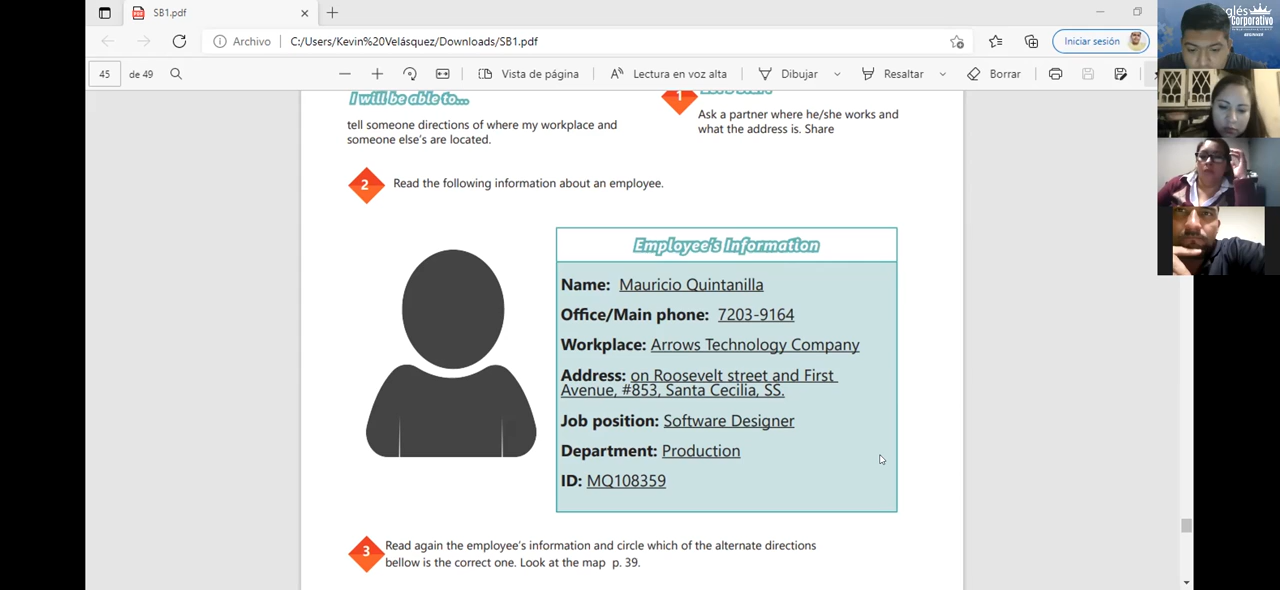 SB1.pdf
Archivo
C:/Users/Kevin%20Velásquez/Downloads/SB1.pdf
Iniciar sesión
45
de 49
Vista de página
Lectura en voz alta
Dibujar
Resaltar
Borrar
glés
Corporativo
I will be able to...
tell someone directions of where my workplace and
someone else's are located.
1
Ask a partner where he/she works and
what the address is. Share
2
Read the following information about an employee.
Employee's Information
Name: Mauricio Quintanilla
Office/Main phone: 7203-9164
Workplace: Arrows Technology Company
Address: on Roosevelt street and First
Avenue, #853, Santa Cecilia, SS.
Job position: Software Designer
Department: Production
ID: MQ108359
3
Read again the employee's information and circle which of the alternate directions
bellow is the correct one. Look at the map p. 39.